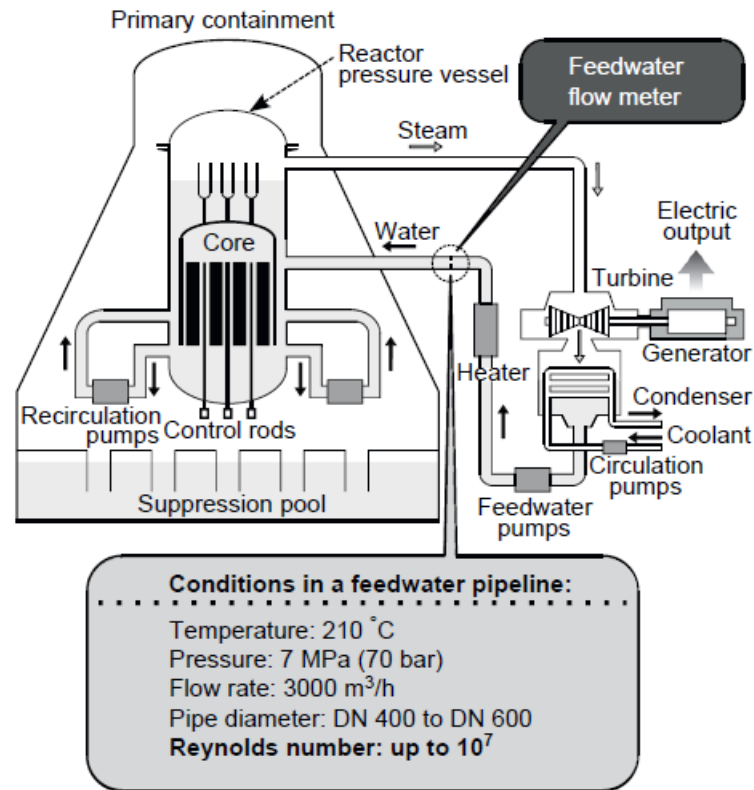 Primary containment
Reactor
pressure vessel
Feedwater
flow meter
Steam
Core
Water
Electric
output
Turbine
Generator
Heater
Condenser
Coolant
Circulation
pumps
Recirculation
pumps
Control rods
Feedwater
pumps
Suppression pool
Conditions in a feedwater pipeline:
Temperature: 210 °C
Pressure: 7 MPa (70 bar)
Flow rate: 3000 m³/h
Pipe diameter: DN 400 to DN 600
Reynolds number: up to 10⁷